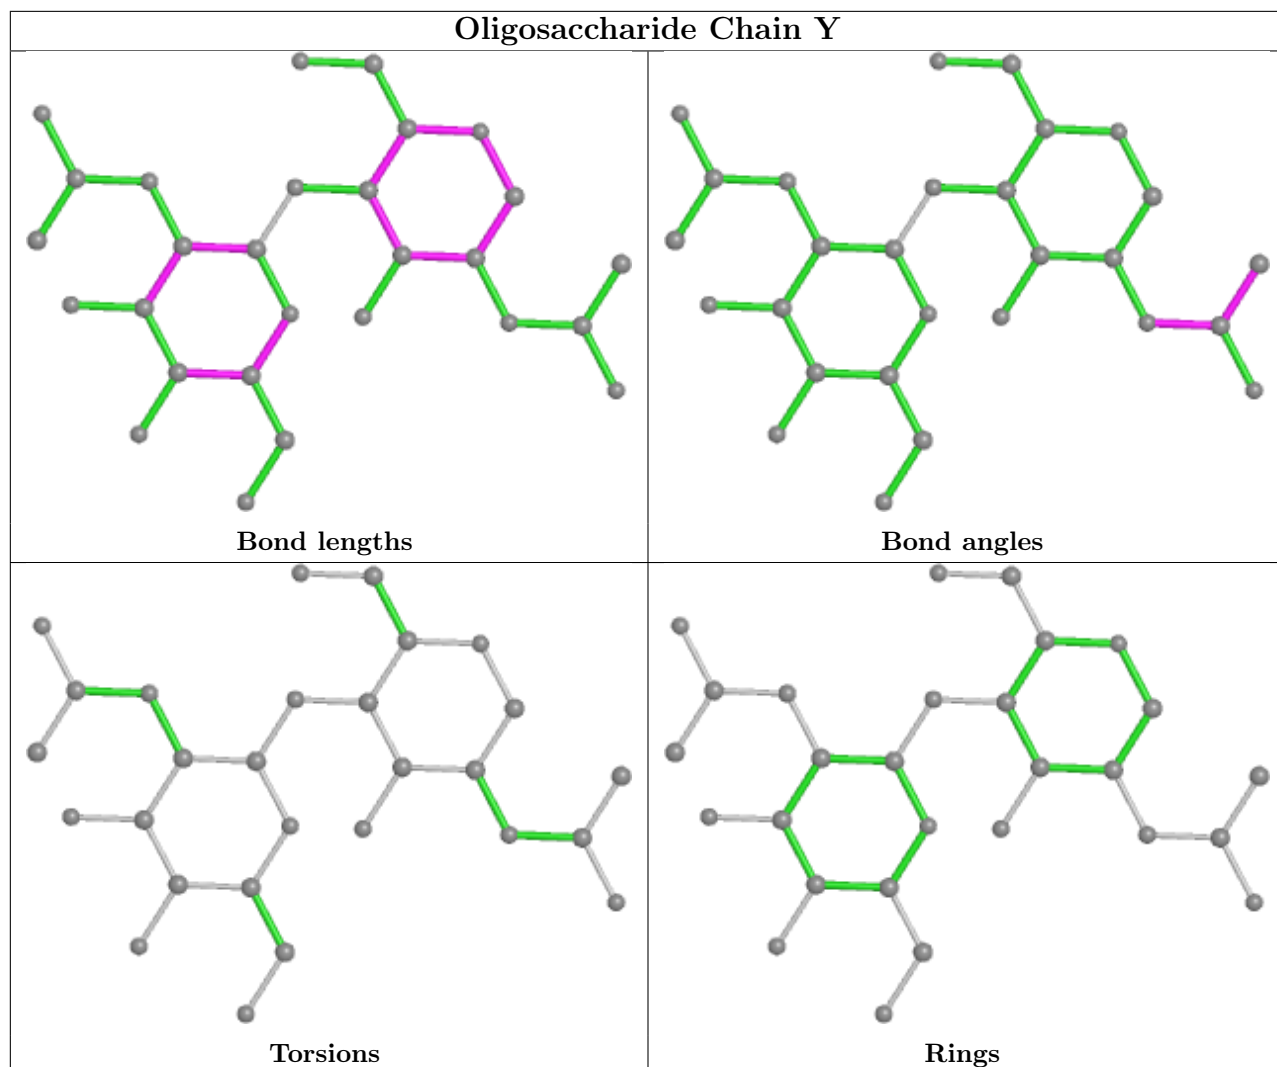 Oligosaccharide Chain Y
Bond lengths
Bond angles
Torsions
Rings